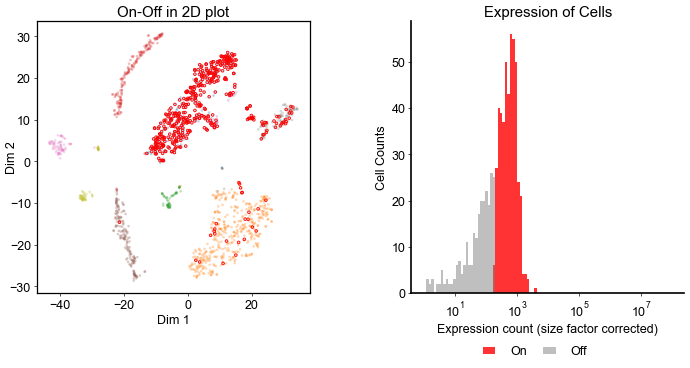 On-Off in 2D plot
Dim 2
30
20
10
0
−10
−20
−30
−40
−20
0
20
Dim 1
Expression of Cells
Cell Counts
50
40
30
20
10
0
10^1
10^3
10^5
10^7
Expression count (size factor corrected)
On
Off